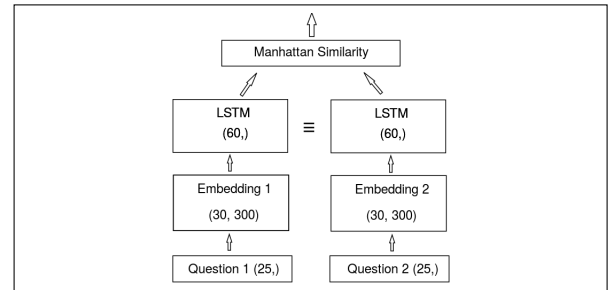 Manhattan Similarity
LSTM
(60,)
≡
LSTM
(60,)
Embedding 1
(30, 300)
Embedding 2
(30, 300)
Question 1 (25,)
Question 2 (25,)